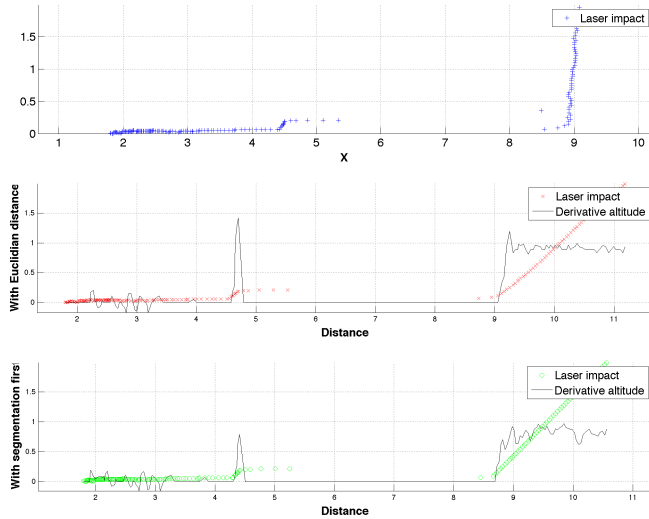 Laser impact
1.5
1
0.5
0
1 2 3 4 5 6 7 8 9 10
X
With Euclidian distance
Laser impact
Derivative altitude
1.5
1
0.5
0
2 3 4 5 6 7 8 9 10 11
Distance
With segmentation first
Laser impact
Derivative altitude
1.5
1
0.5
0
2 3 4 5 6 7 8 9 10 11
Distance